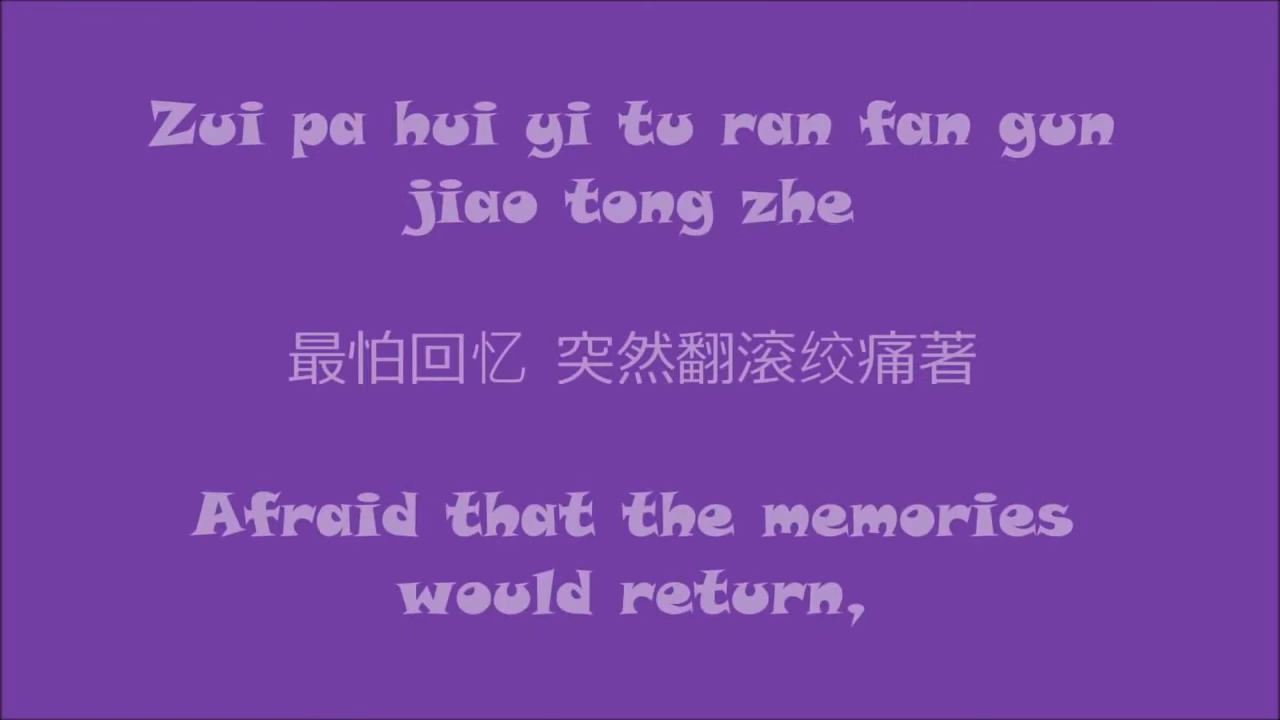 Zui pa hui yi tu ran fan gun
jiao tong zhe
最怕回忆 突然翻滚绞痛著
Afraid that the memories
would return,